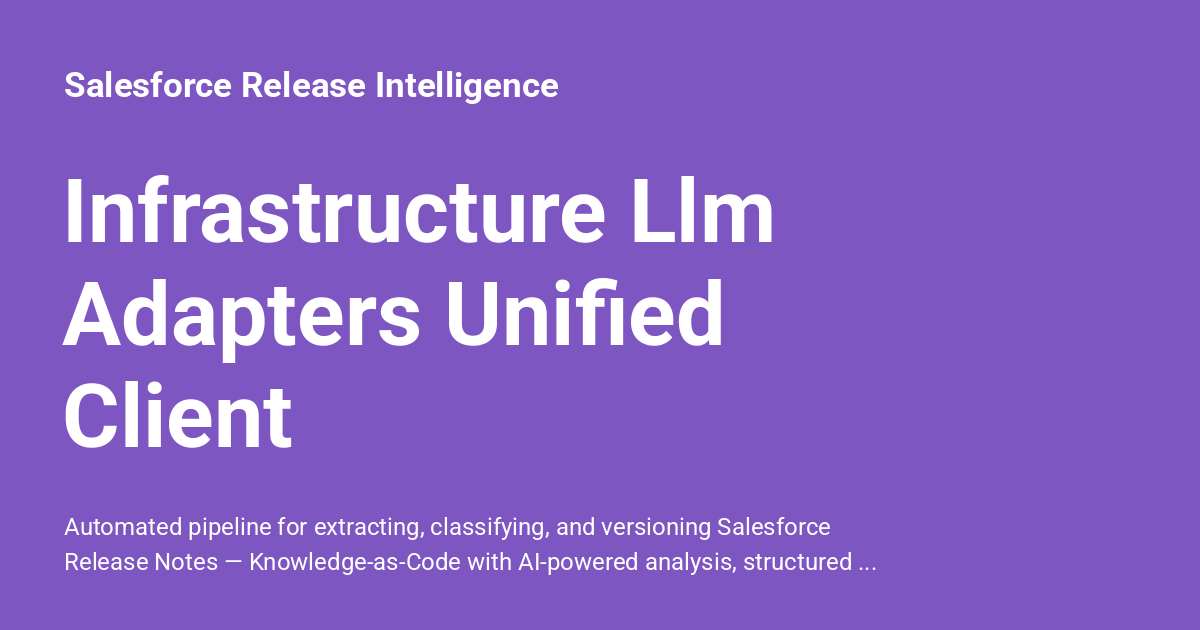 Salesforce Release Intelligence
Infrastructure Llm
Adapters Unified
Client
Automated pipeline for extracting, classifying, and versioning Salesforce
Release Notes — Knowledge-as-Code with AI-powered analysis, structured ...